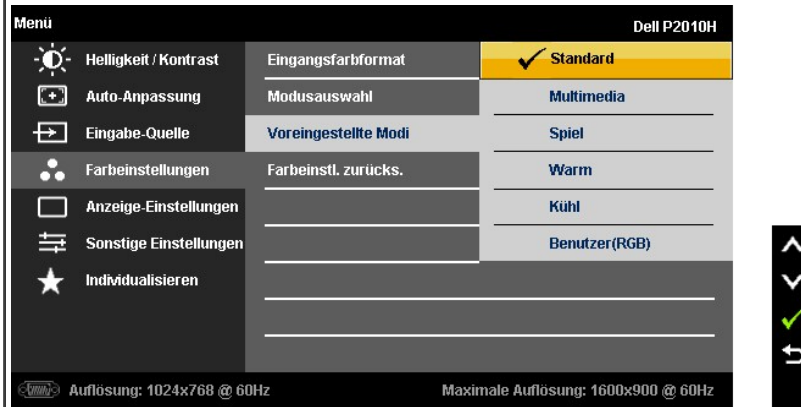 Menü
Dell P2010H
Helligkeit / Kontrast
Auto-Anpassung
Eingabe-Quelle
Farbeinstellungen
Anzeige-Einstellungen
Sonstige Einstellungen
Individualisieren
Eingangsfarbformat
Modusauswahl
Voreingestellte Modi
Farbeinstl. zurücks.
Standard
Multimedia
Spiel
Warm
Kühl
Benutzer(RGB)
Auflösung: 1024x768 @ 60Hz
Maximale Auflösung: 1600x900 @ 60Hz